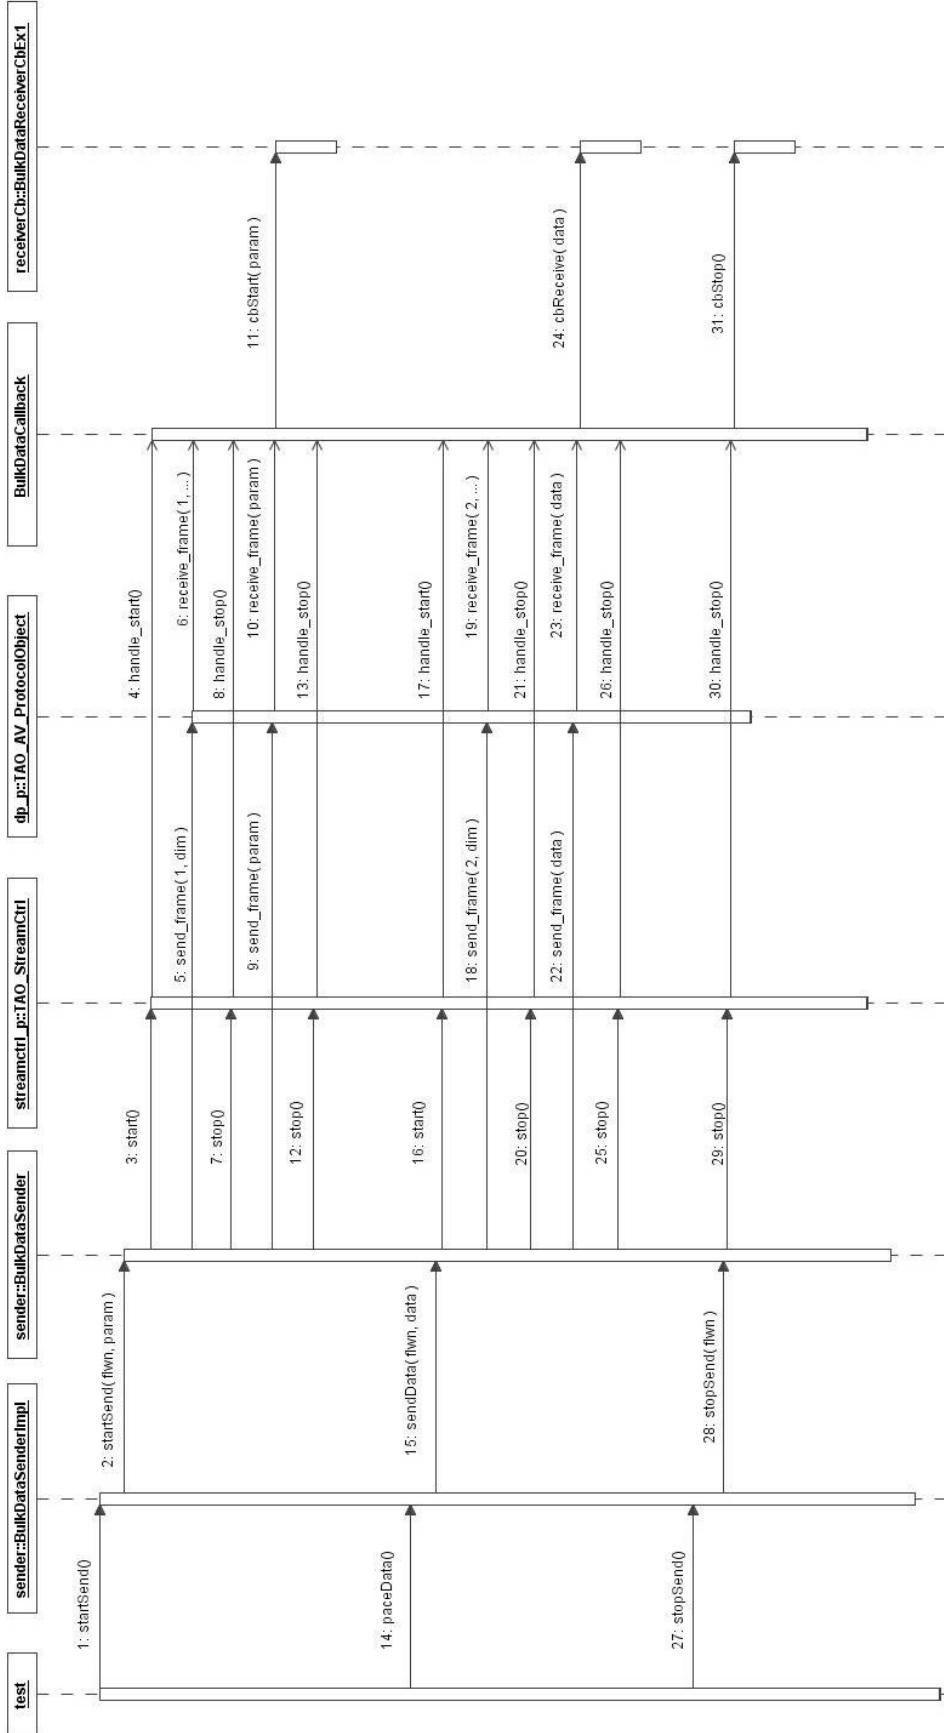 test
sender::BulkDataSenderImpl
sender::BulkDataSender
streamctrl_p::TAO_StreamCtrl
dp_p::TAO_AV_ProtocolObject
BulkDataCallback
receiverCb::BulkDataReceiverCbEx1
1: startSend()
2: startSend( flwn, param )
3: start()
4: handle_start()
5: send_frame( 1, dim )
6: receive_frame( 1, ... )
7: stop()
8: handle_stop()
9: send_frame( param )
10: receive_frame( param )
11: cbStart( param )
12: stop()
13: handle_stop()
14: paceData()
15: sendData( flwn, data )
16: start()
17: handle_start()
18: send_frame( 2, dim )
19: receive_frame( 2, ... )
20: stop()
21: handle_stop()
22: send_frame( data )
23: receive_frame( data )
24: cbReceive( data )
25: stop()
26: handle_stop()
27: stopSend()
28: stopSend( flwn )
29: stop()
30: handle_stop()
31: cbStop()